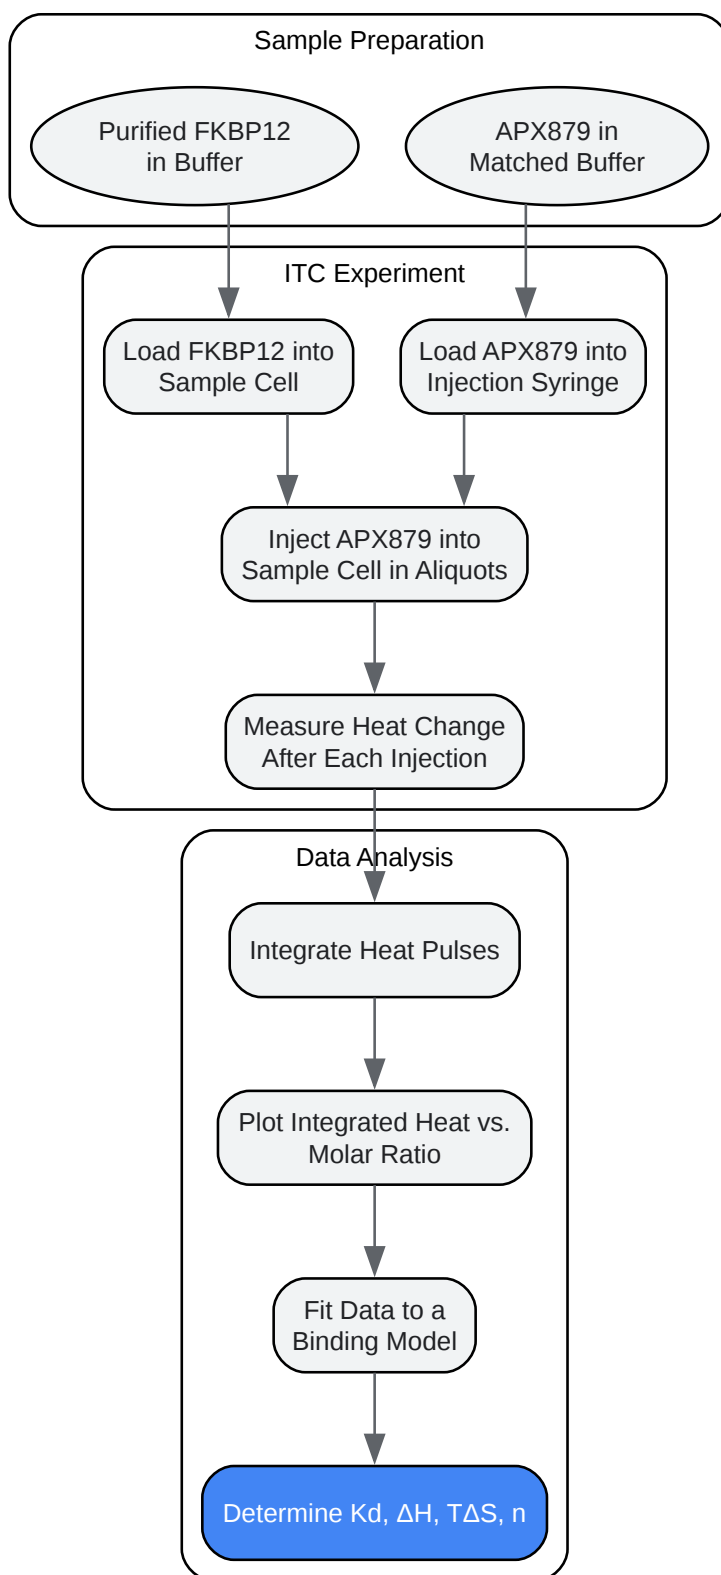 Sample Preparation
Purified FKBP12
in Buffer
APX879 in
Matched Buffer
ITC Experiment
Load FKBP12 into
Sample Cell
Load APX879 into
Injection Syringe
Inject APX879 into
Sample Cell in Aliquots
Measure Heat Change
After Each Injection
Data Analysis
Integrate Heat Pulses
Plot Integrated Heat vs.
Molar Ratio
Fit Data to a
Binding Model
Determine Kd, ΔH, TΔS, n